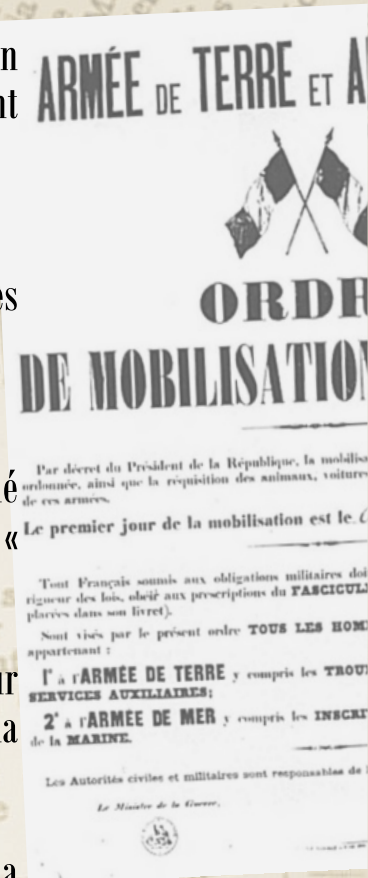 n
nt
es
é
«
ur
a
a
ARMÉE DE TERRE ET A
ORDR
DE MOBILISATION
Par décret du Président de la République, la mobilisa
ordonnée, ainsi que la réquisition des animaux, voitures
de ces armées.
Le premier jour de la mobilisation est le
Tout Français soumis aux obligations militaires doi
rigueur des lois, obéir aux prescriptions du FASCICUL
placées dans son livret).
Sont visés par le présent ordre TOUS LES HOM
appartenant :
1° à l'ARMÉE DE TERRE y compris les TROU
SERVICES AUXILIAIRES;
2° à l'ARMÉE DE MER y compris les INSCRI
de la MARINE.
Les Autorités civiles et militaires sont responsables de l
Le Ministre de la Guerre,